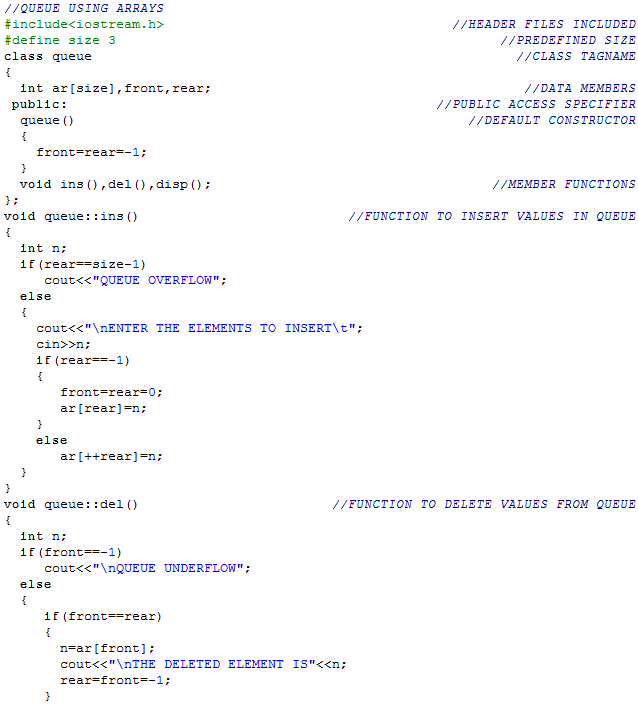 //QUEUE USING ARRAYS
#include<iostream.h> //HEADER FILES INCLUDED
#define size 3 //PREDEFINED SIZE
class queue //CLASS TAGNAME
{
int ar[size],front,rear; //DATA MEMBERS
public: //PUBLIC ACCESS SPECIFIER
queue() //DEFAULT CONSTRUCTOR
{
front=rear=-1;
}
void ins(),del(),disp(); //MEMBER FUNCTIONS
};
void queue::ins() //FUNCTION TO INSERT VALUES IN QUEUE
{
int n;
if(rear==size-1)
cout<<"QUEUE OVERFLOW";
else
{
cout<<"\nENTER THE ELEMENTS TO INSERT\t";
cin>>n;
if(rear==-1)
{
front=rear=0;
ar[rear]=n;
}
else
ar[++rear]=n;
}
}
void queue::del() //FUNCTION TO DELETE VALUES FROM QUEUE
{
int n;
if(front==-1)
cout<<"\nQUEUE UNDERFLOW";
else
{
if(front==rear)
{
n=ar[front];
cout<<"\nTHE DELETED ELEMENT IS"<<n;
rear=front=-1;
}